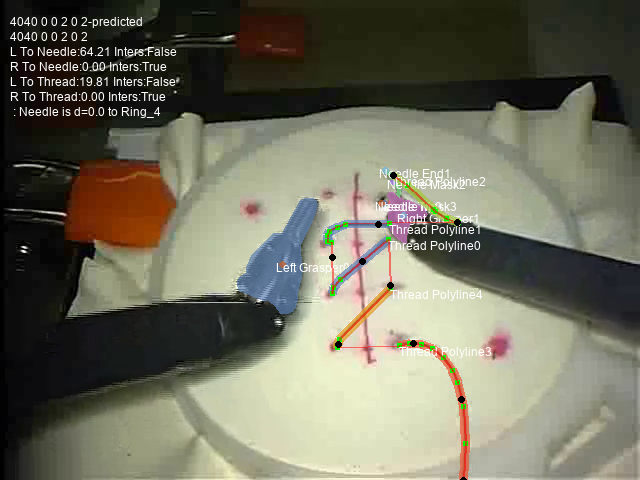 4040 0 0 2 0 2-predicted
4040 0 0 2 0 2
L To Needle:64.21 Inters:False
R To Needle:0.00 Inters:True
L To Thread:19.81 Inters:False
R To Thread:0.00 Inters:True
: Needle is d=0.0 to Ring_4
Needle End1
Thread Polyline2
Right Grasper1
Thread Polyline1
Thread Polyline0
Left Grasper
Thread Polyline4
Thread Polyline3